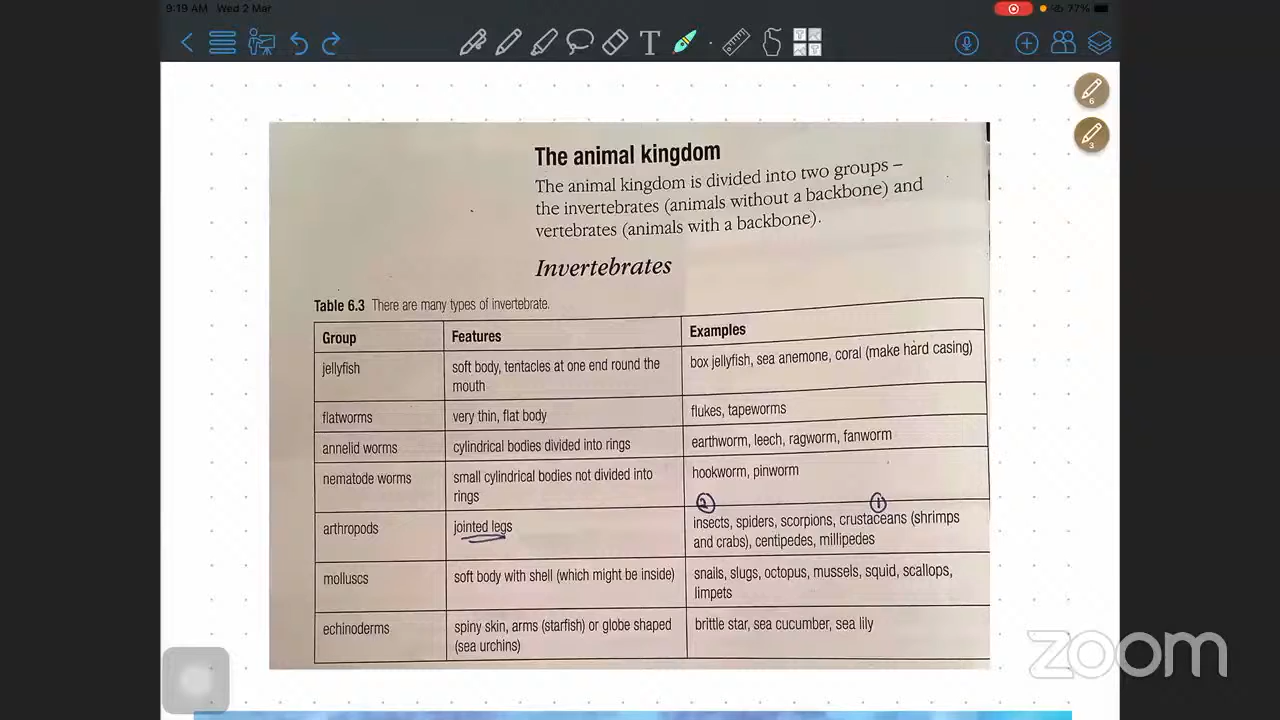 9:19 AM Wed 2 Mar
77%
T
6
3
The animal kingdom
The animal kingdom is divided into two groups –
the invertebrates (animals without a backbone) and
vertebrates (animals with a backbone).
Invertebrates
Table 6.3 There are many types of invertebrate.
Group Features Examples
jellyfish soft body, tentacles at one end round the box jellyfish, sea anemone, coral (make hard casing)
mouth
flatworms very thin, flat body flukes, tapeworms
annelid worms cylindrical bodies divided into rings earthworm, leech, ragworm, fanworm
nematode worms small cylindrical bodies not divided into hookworm, pinworm
rings
2 1
arthropods jointed legs insects, spiders, scorpions, crustaceans (shrimps
and crabs), centipedes, millipedes
molluscs soft body with shell (which might be inside) snails, slugs, octopus, mussels, squid, scallops,
limpets
echinoderms spiny skin, arms (starfish) or globe shaped brittle star, sea cucumber, sea lily
(sea urchins)
zoom